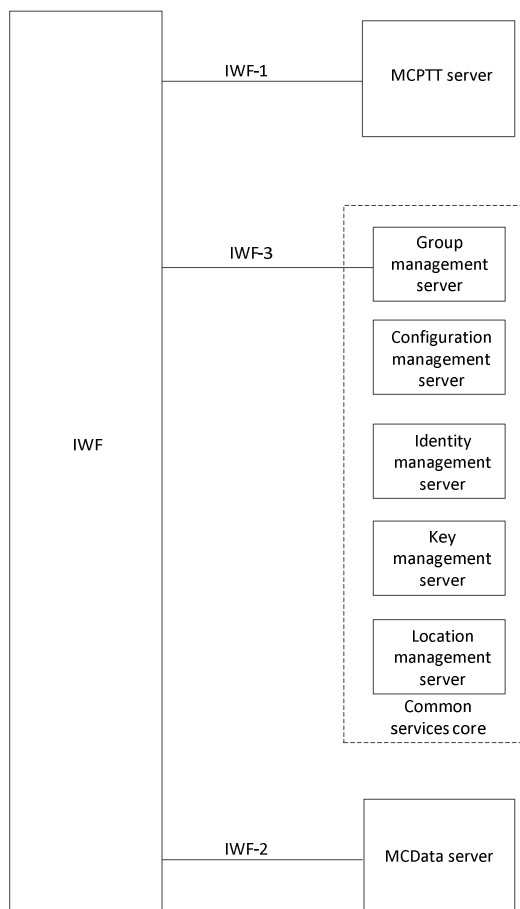 IWF-1
MCPTT server
IWF-3
Group
management
server
Configuration
management
server
IWF
Identity
management
server
Key
management
server
Location
management
server
Common
services core
IWF-2
MCData server